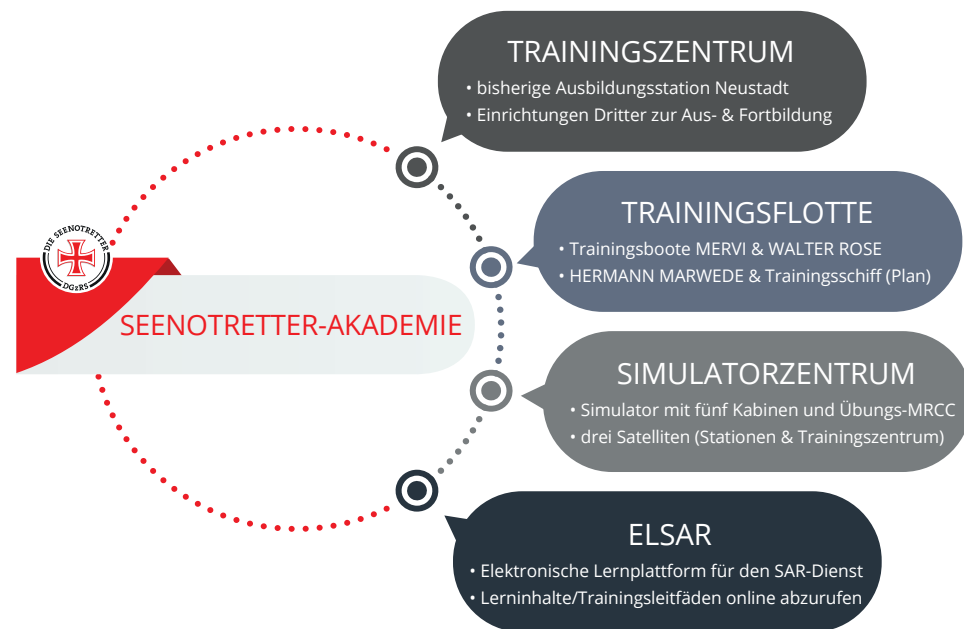 TRAININGSZENTRUM
• bisherige Ausbildungsstation Neustadt
• Einrichtungen Dritter zur Aus- & Fortbildung
TRAININGSFLOTTE
• Trainingsboote MERVI & WALTER ROSE
• HERMANN MARWEDE & Trainingsschiff (Plan)
DIE SEENOTRETTER
DGzRS
SEENOTRETTER-AKADEMIE
SIMULATORZENTRUM
• Simulator mit fünf Kabinen und Übungs-MRCC
• drei Satelliten (Stationen & Trainingszentrum)
ELSAR
• Elektronische Lernplattform für den SAR-Dienst
• Lerninhalte/Trainingsleitfäden online abzurufen